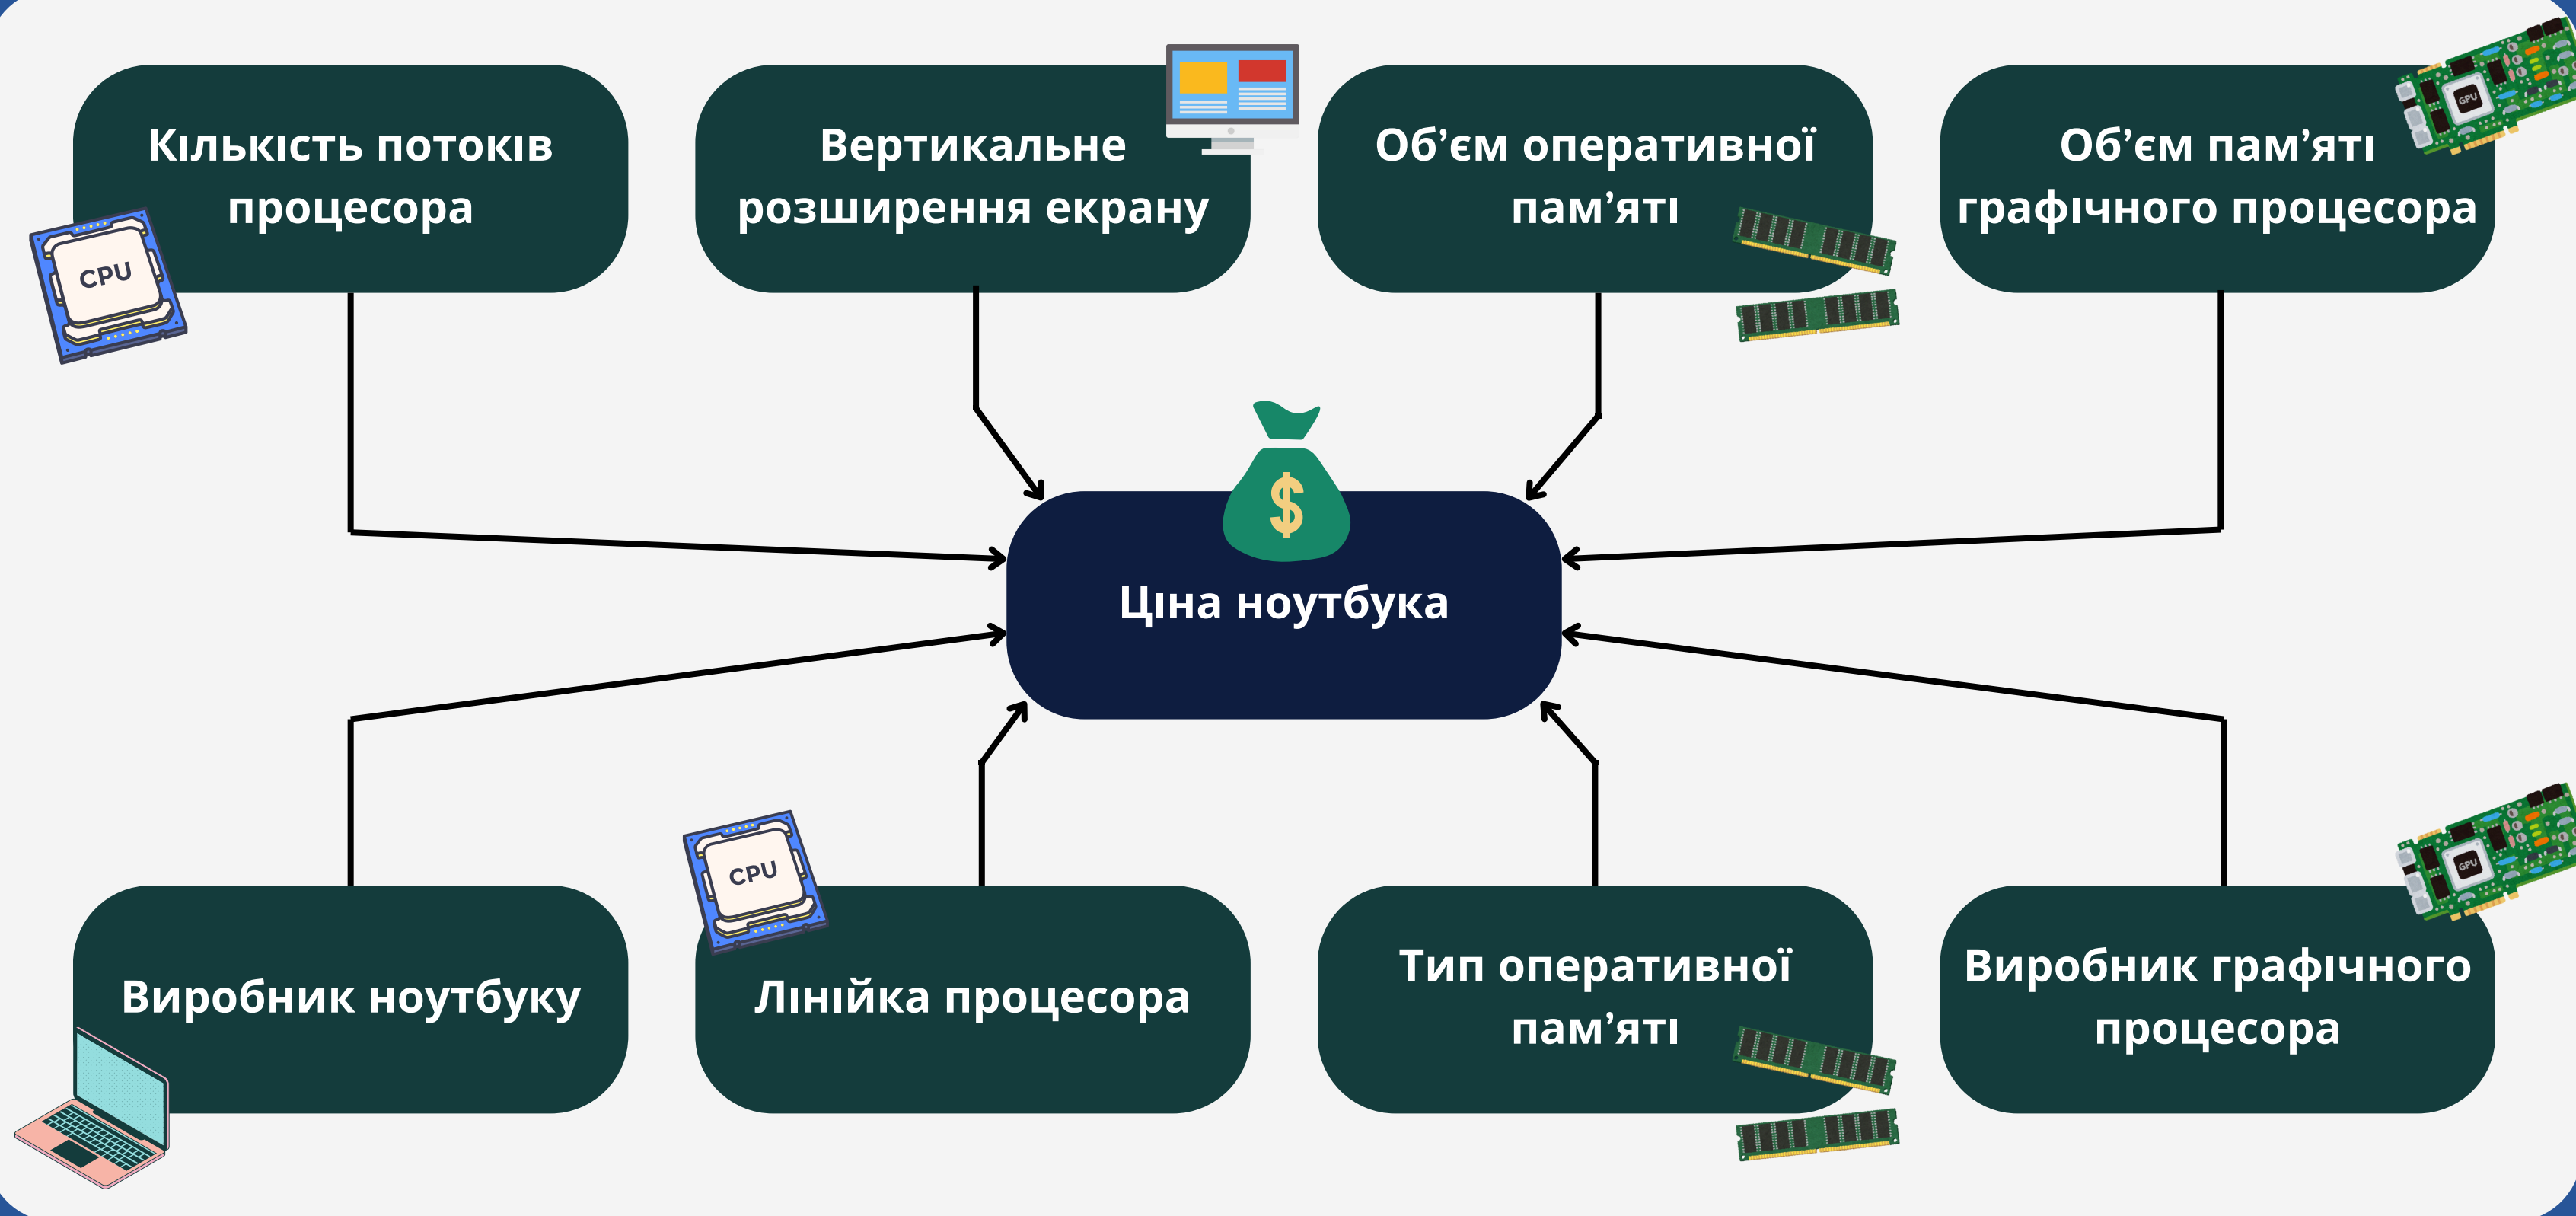 Кількість потоків
процесора
CPU
Вертикальне
розширення екрану
Об’єм оперативної
пам’яті
Об’єм пам’яті
графічного процесора
GPU
$
Ціна ноутбука
Виробник ноутбуку
CPU
Лінійка процесора
Тип оперативної
пам’яті
GPU
Виробник графічного
процесора